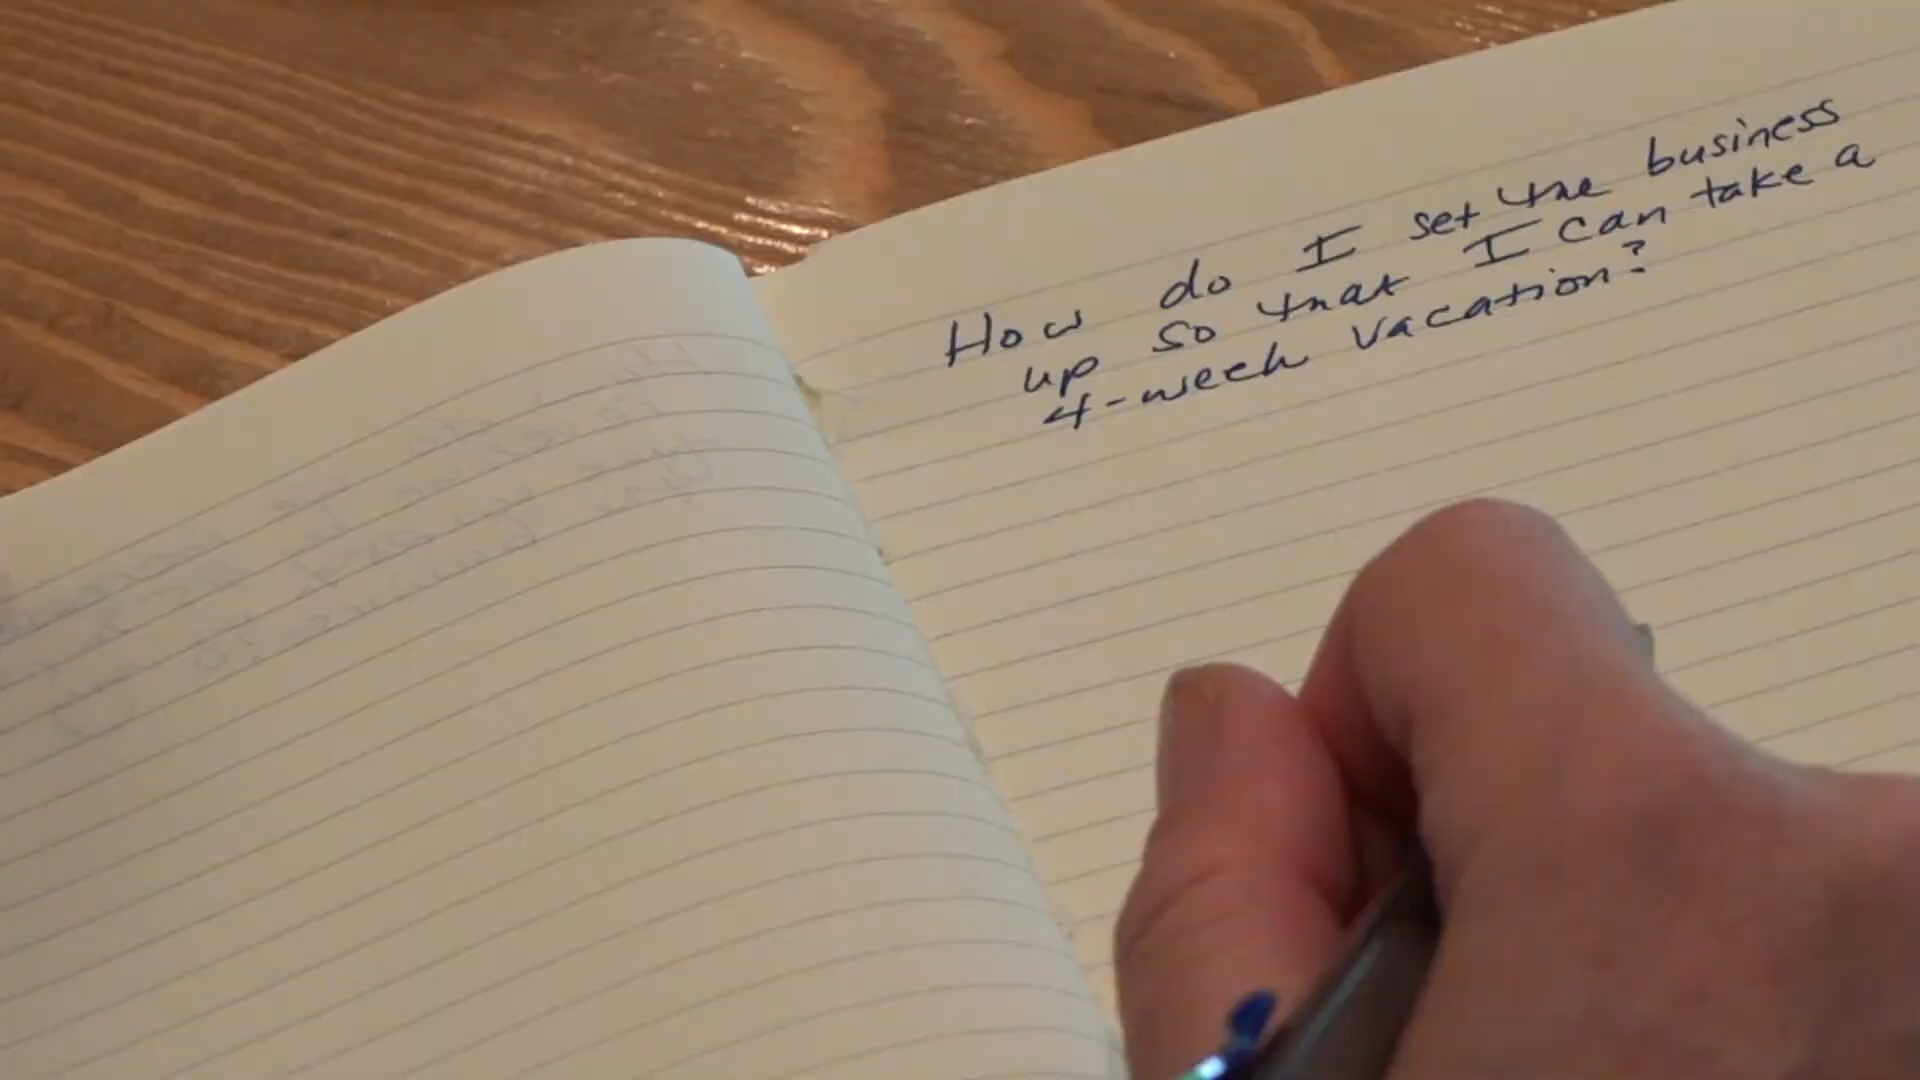 How do I set the business
up so that I can take a
4-week vacation?